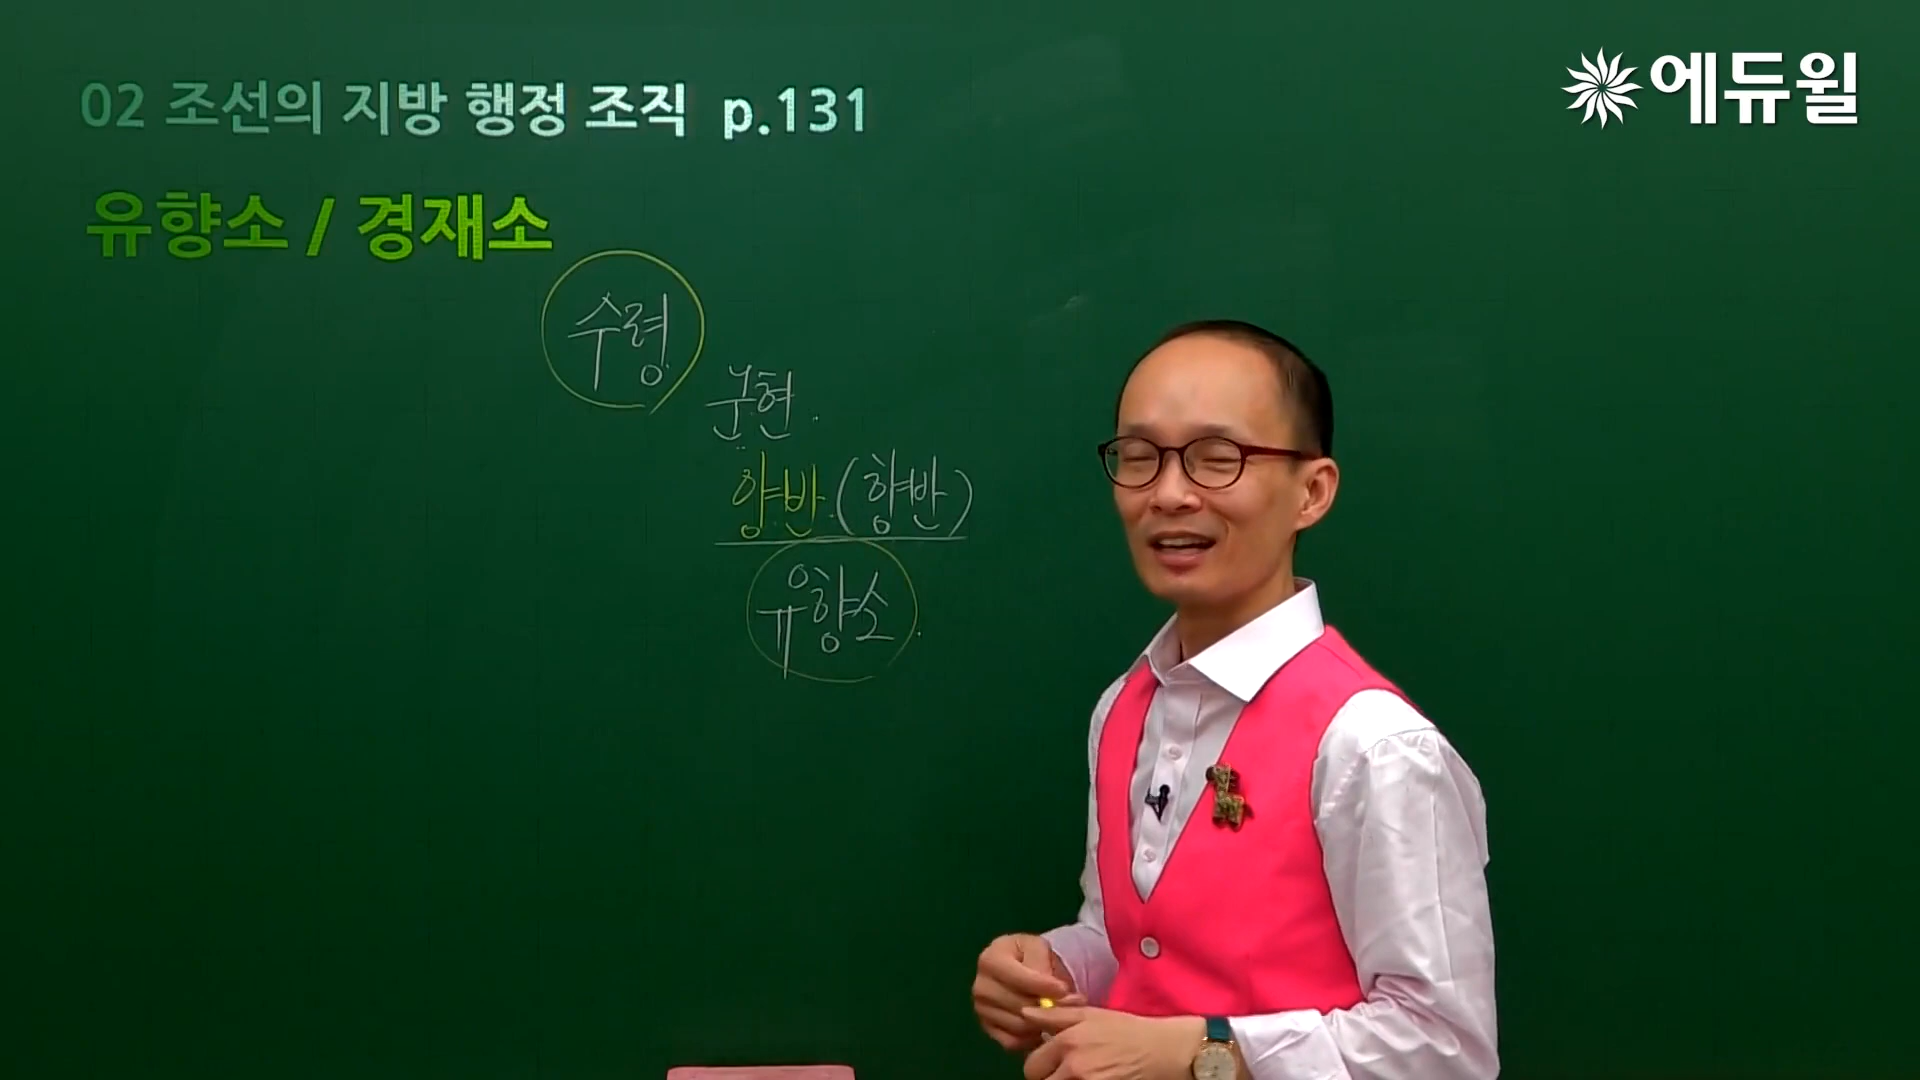 02 조선의 지방 행정 조직 p.131
에듀윌
유향소 / 경재소
수령
군현.
양반.(향반)
유향소.